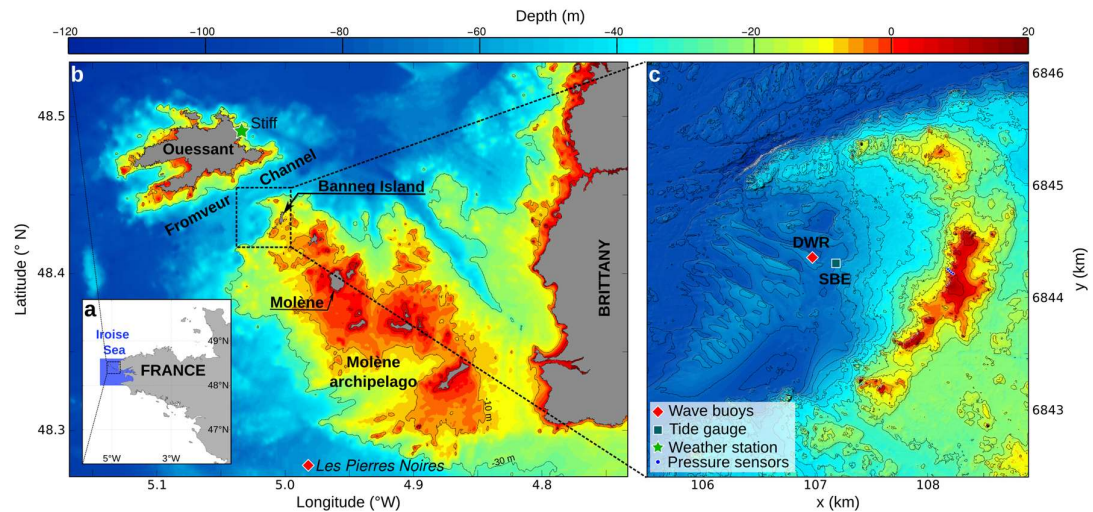 Depth (m)
−120 −100 −80 −60 −40 −20 0 20
b
48.5
48.4
48.3
Latitude (° N)
Stiff
Ouessant
Channel
Fromveur
Banneg Island
Molène
Molène
archipelago
BRITTANY
10 m
-30 m
Les Pierres Noires
5.1 5.0 4.9 4.8
Longitude (°W)
a
Iroise
Sea
FRANCE
49°N
48°N
47°N
5°W 3°W
c
DWR
SBE
Wave buoys
Tide gauge
Weather station
Pressure sensors
106 107 108
x (km)
6846
6845
6844
6843
y (km)